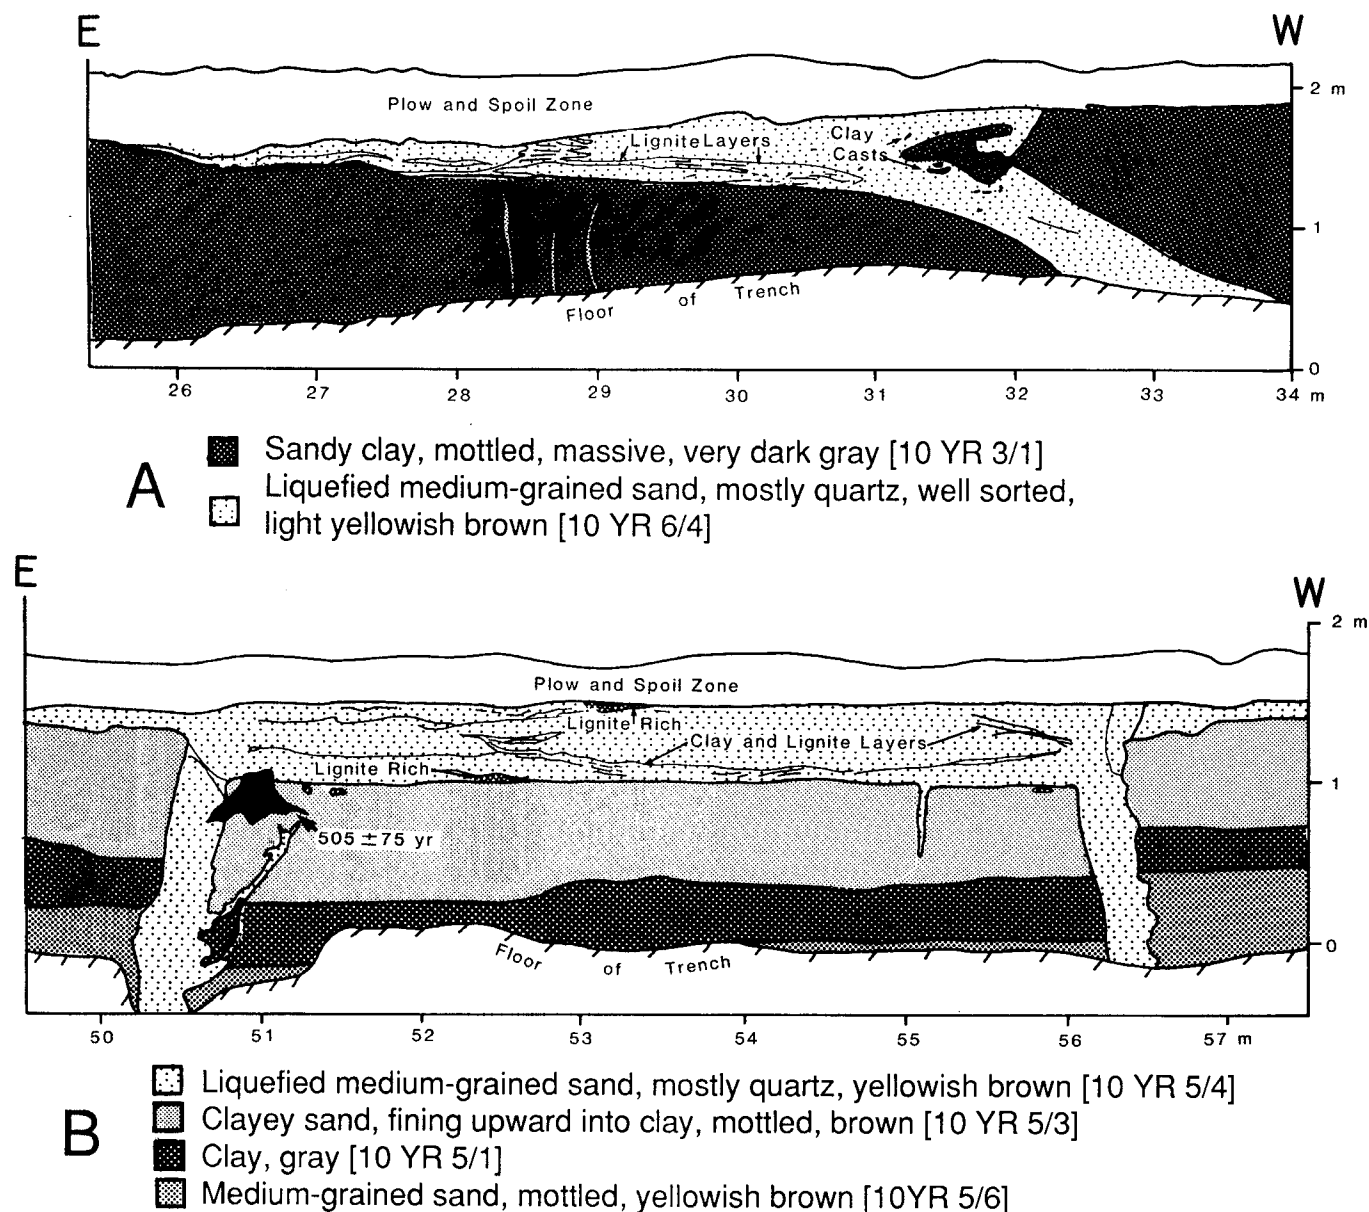 E
W
Plow and Spoil Zone
Lignite Layers
Clay
Casts
2 m
1
0
Floor of Trench
26 27 28 29 30 31 32 33 34 m
A
Sandy clay, mottled, massive, very dark gray [10 YR 3/1]
Liquefied medium-grained sand, mostly quartz, well sorted,
light yellowish brown [10 YR 6/4]
E
W
2 m
Plow and Spoil Zone
Lignite Rich
Clay and Lignite Layers
Lignite Rich
1
505 ±75 yr
0
Floor of Trench
50 51 52 53 54 55 56 57 m
B
Liquefied medium-grained sand, mostly quartz, yellowish brown [10 YR 5/4]
Clayey sand, fining upward into clay, mottled, brown [10 YR 5/3]
Clay, gray [10 YR 5/1]
Medium-grained sand, mottled, yellowish brown [10YR 5/6]